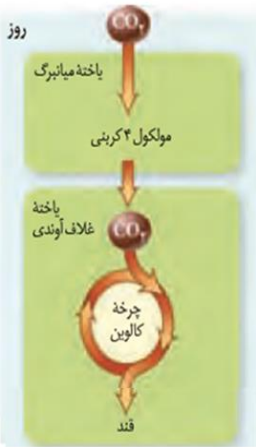 روز
CO₂
یاختهٔ میانبرگ
مولکول ۴ کربنی
یاختهٔ
غلاف آوندی
CO₂
چرخهٔ
کالوین
قند